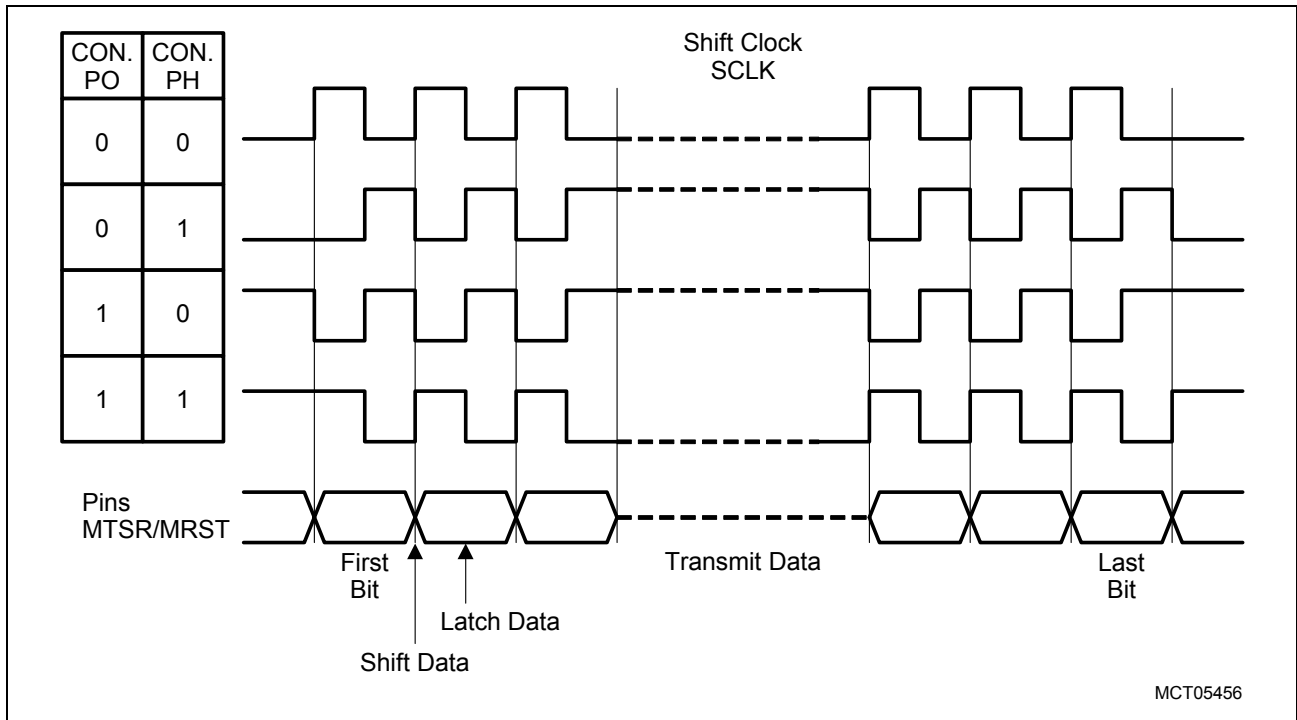 CON. PO CON. PH
0 0
0 1
1 0
1 1
Shift Clock
SCLK
Pins
MTSR/MRST
First
Bit
Transmit Data
Last
Bit
Latch Data
Shift Data
MCT05456